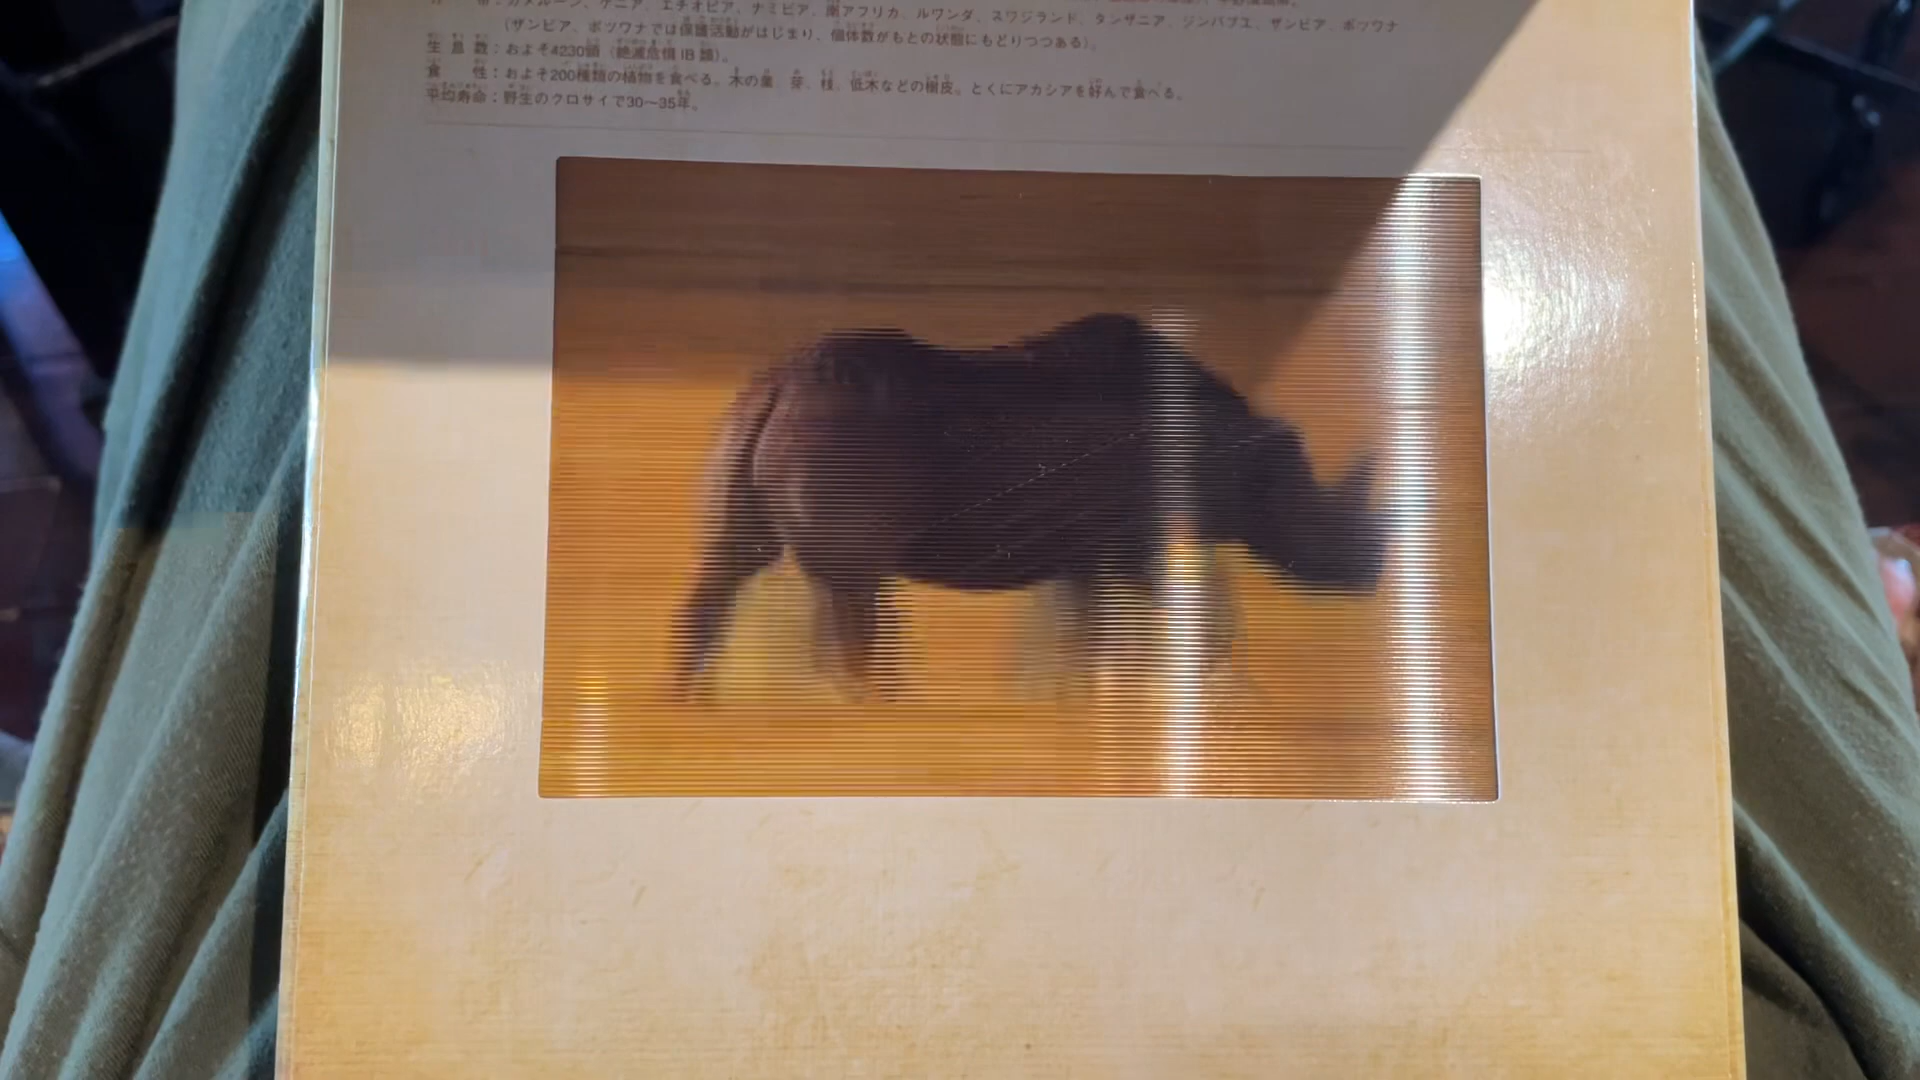 分 布：カメルーン、ケニア、エチオピア、ナミビア、南アフリカ、ルワンダ、スワジランド、タンザニア、ジンバブエ、ザンビア、ボツワナ
（ザンビア、ボツワナでは保護活動がはじまり、個体数がもとの状態にもどりつつある）。
生息数：およそ4230頭（絶滅危惧IB類）。
食 性：およそ200種類の植物を食べる。木の葉、芽、枝、低木などの樹皮。とくにアカシアを好んで食べる。
平均寿命：野生のクロサイで30〜35年。